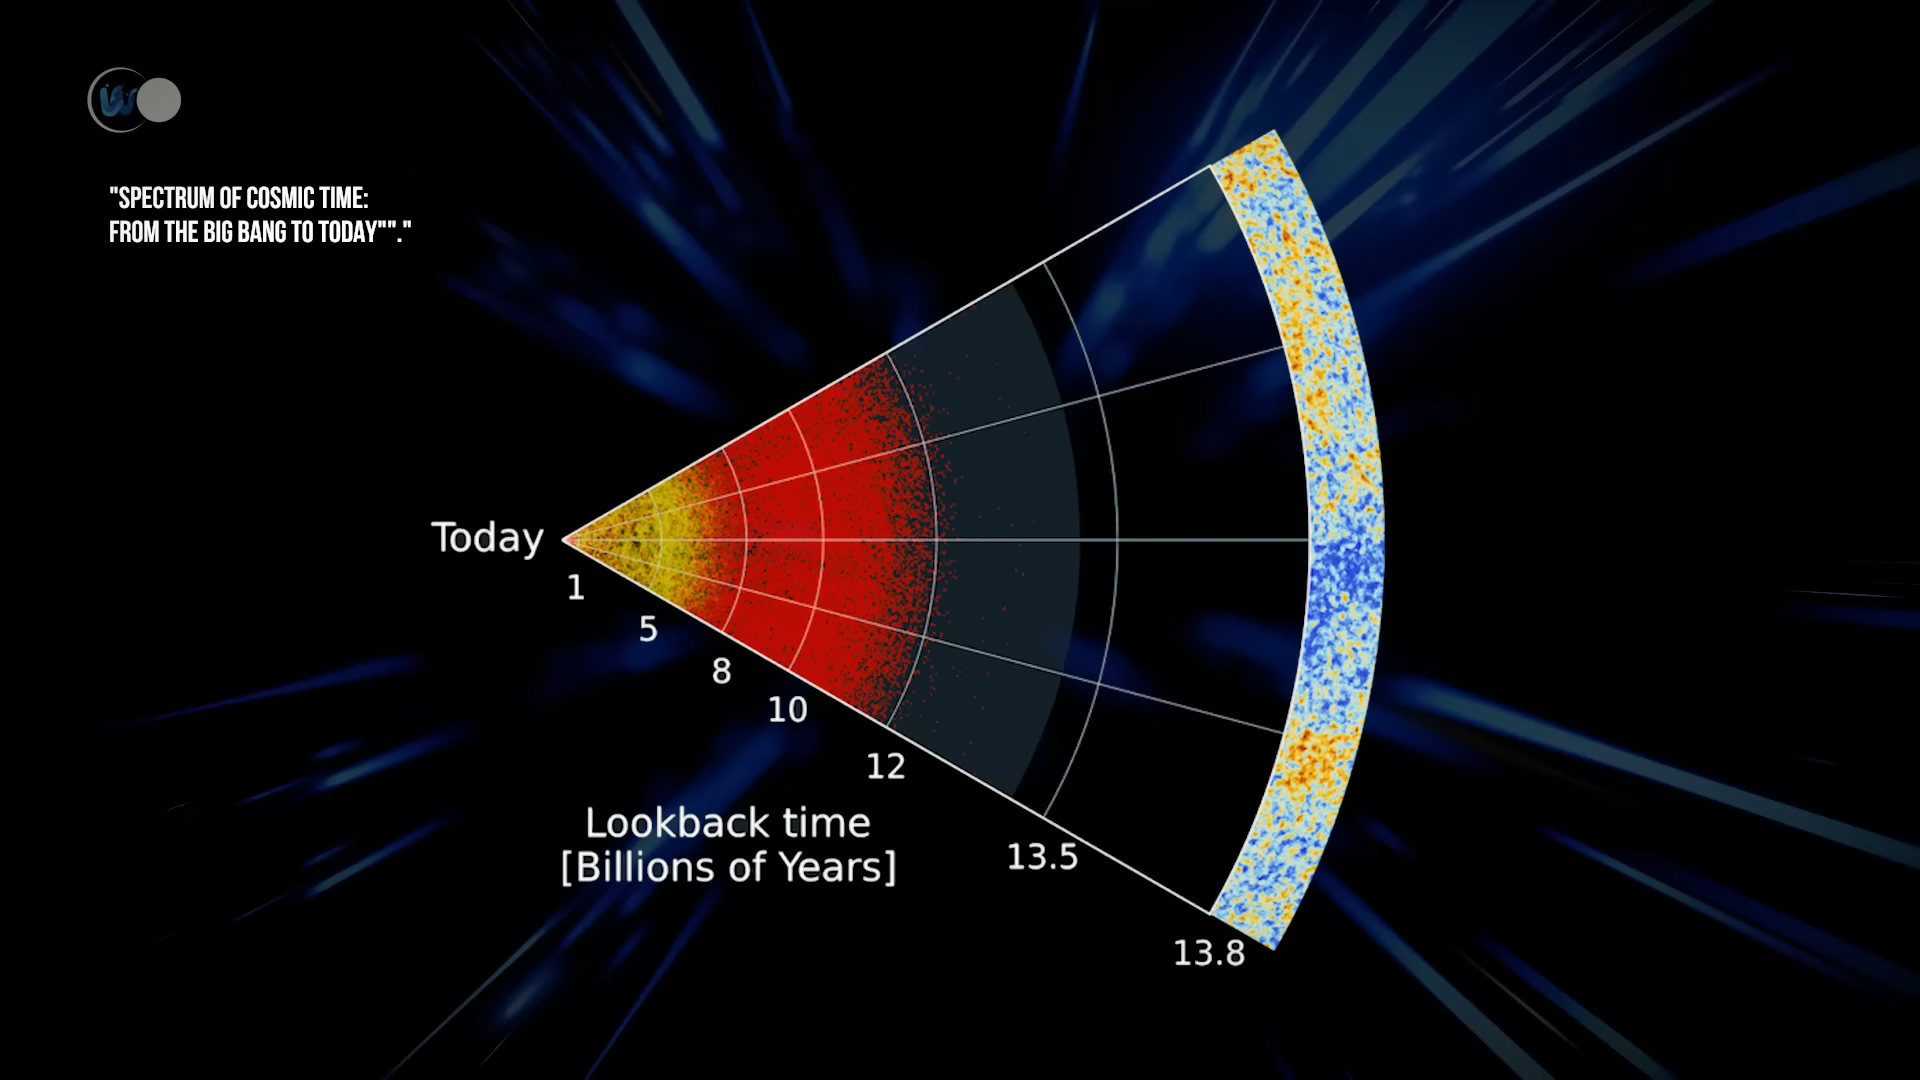 W
"SPECTRUM OF COSMIC TIME:
FROM THE BIG BANG TO TODAY""."
Today
1
5
8
10
12
13.5
13.8
Lookback time
[Billions of Years]